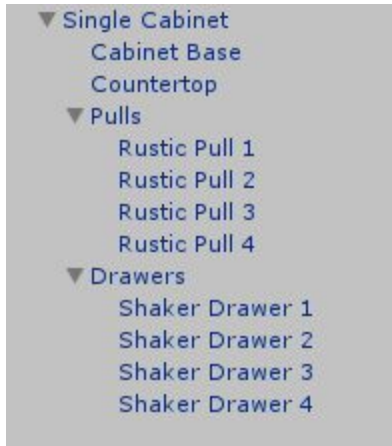 Single Cabinet
Cabinet Base
Countertop
Pulls
Rustic Pull 1
Rustic Pull 2
Rustic Pull 3
Rustic Pull 4
Drawers
Shaker Drawer 1
Shaker Drawer 2
Shaker Drawer 3
Shaker Drawer 4